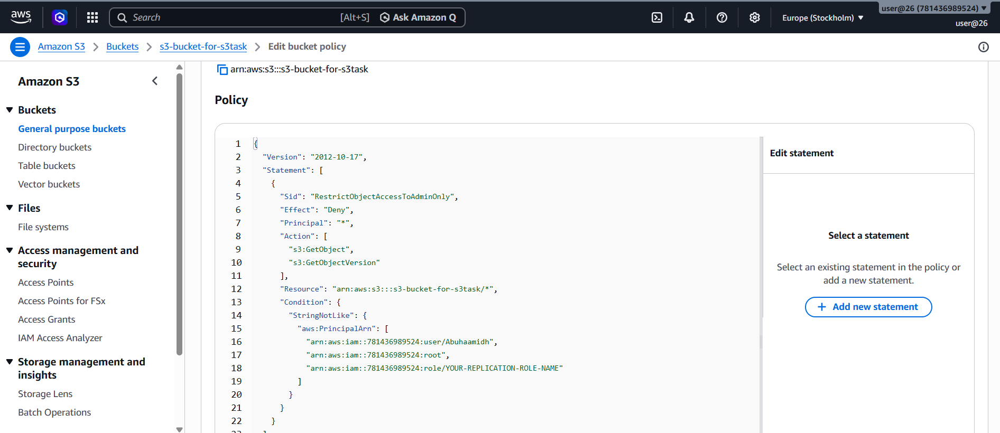 aws
Search [Alt+S] Ask Amazon Q
Europe (Stockholm) ▼
user@26 (781436989524) ▼
user@26
Amazon S3 > Buckets > s3-bucket-for-s3task > Edit bucket policy
Amazon S3
Buckets
General purpose buckets
Directory buckets
Table buckets
Vector buckets
Files
File systems
Access management and
security
Access Points
Access Points for FSx
Access Grants
IAM Access Analyzer
Storage management and
insights
Storage Lens
Batch Operations
arn:aws:s3:::s3-bucket-for-s3task
Policy
1 {
2 "Version": "2012-10-17",
3 "Statement": [
4 {
5 "Sid": "RestrictObjectAccessToAdminOnly",
6 "Effect": "Deny",
7 "Principal": "*",
8 "Action": [
9 "s3:GetObject",
10 "s3:GetObjectVersion"
11 ],
12 "Resource": "arn:aws:s3:::s3-bucket-for-s3task/*",
13 "Condition": {
14 "StringNotLike": {
15 "aws:PrincipalArn": [
16 "arn:aws:iam::781436989524:user/Abuhaamidh",
17 "arn:aws:iam::781436989524:root",
18 "arn:aws:iam::781436989524:role/YOUR-REPLICATION-ROLE-NAME"
19 ]
20 }
21 }
22 }
23 ]
Edit statement
Select a statement
Select an existing statement in the policy or
add a new statement.
+ Add new statement